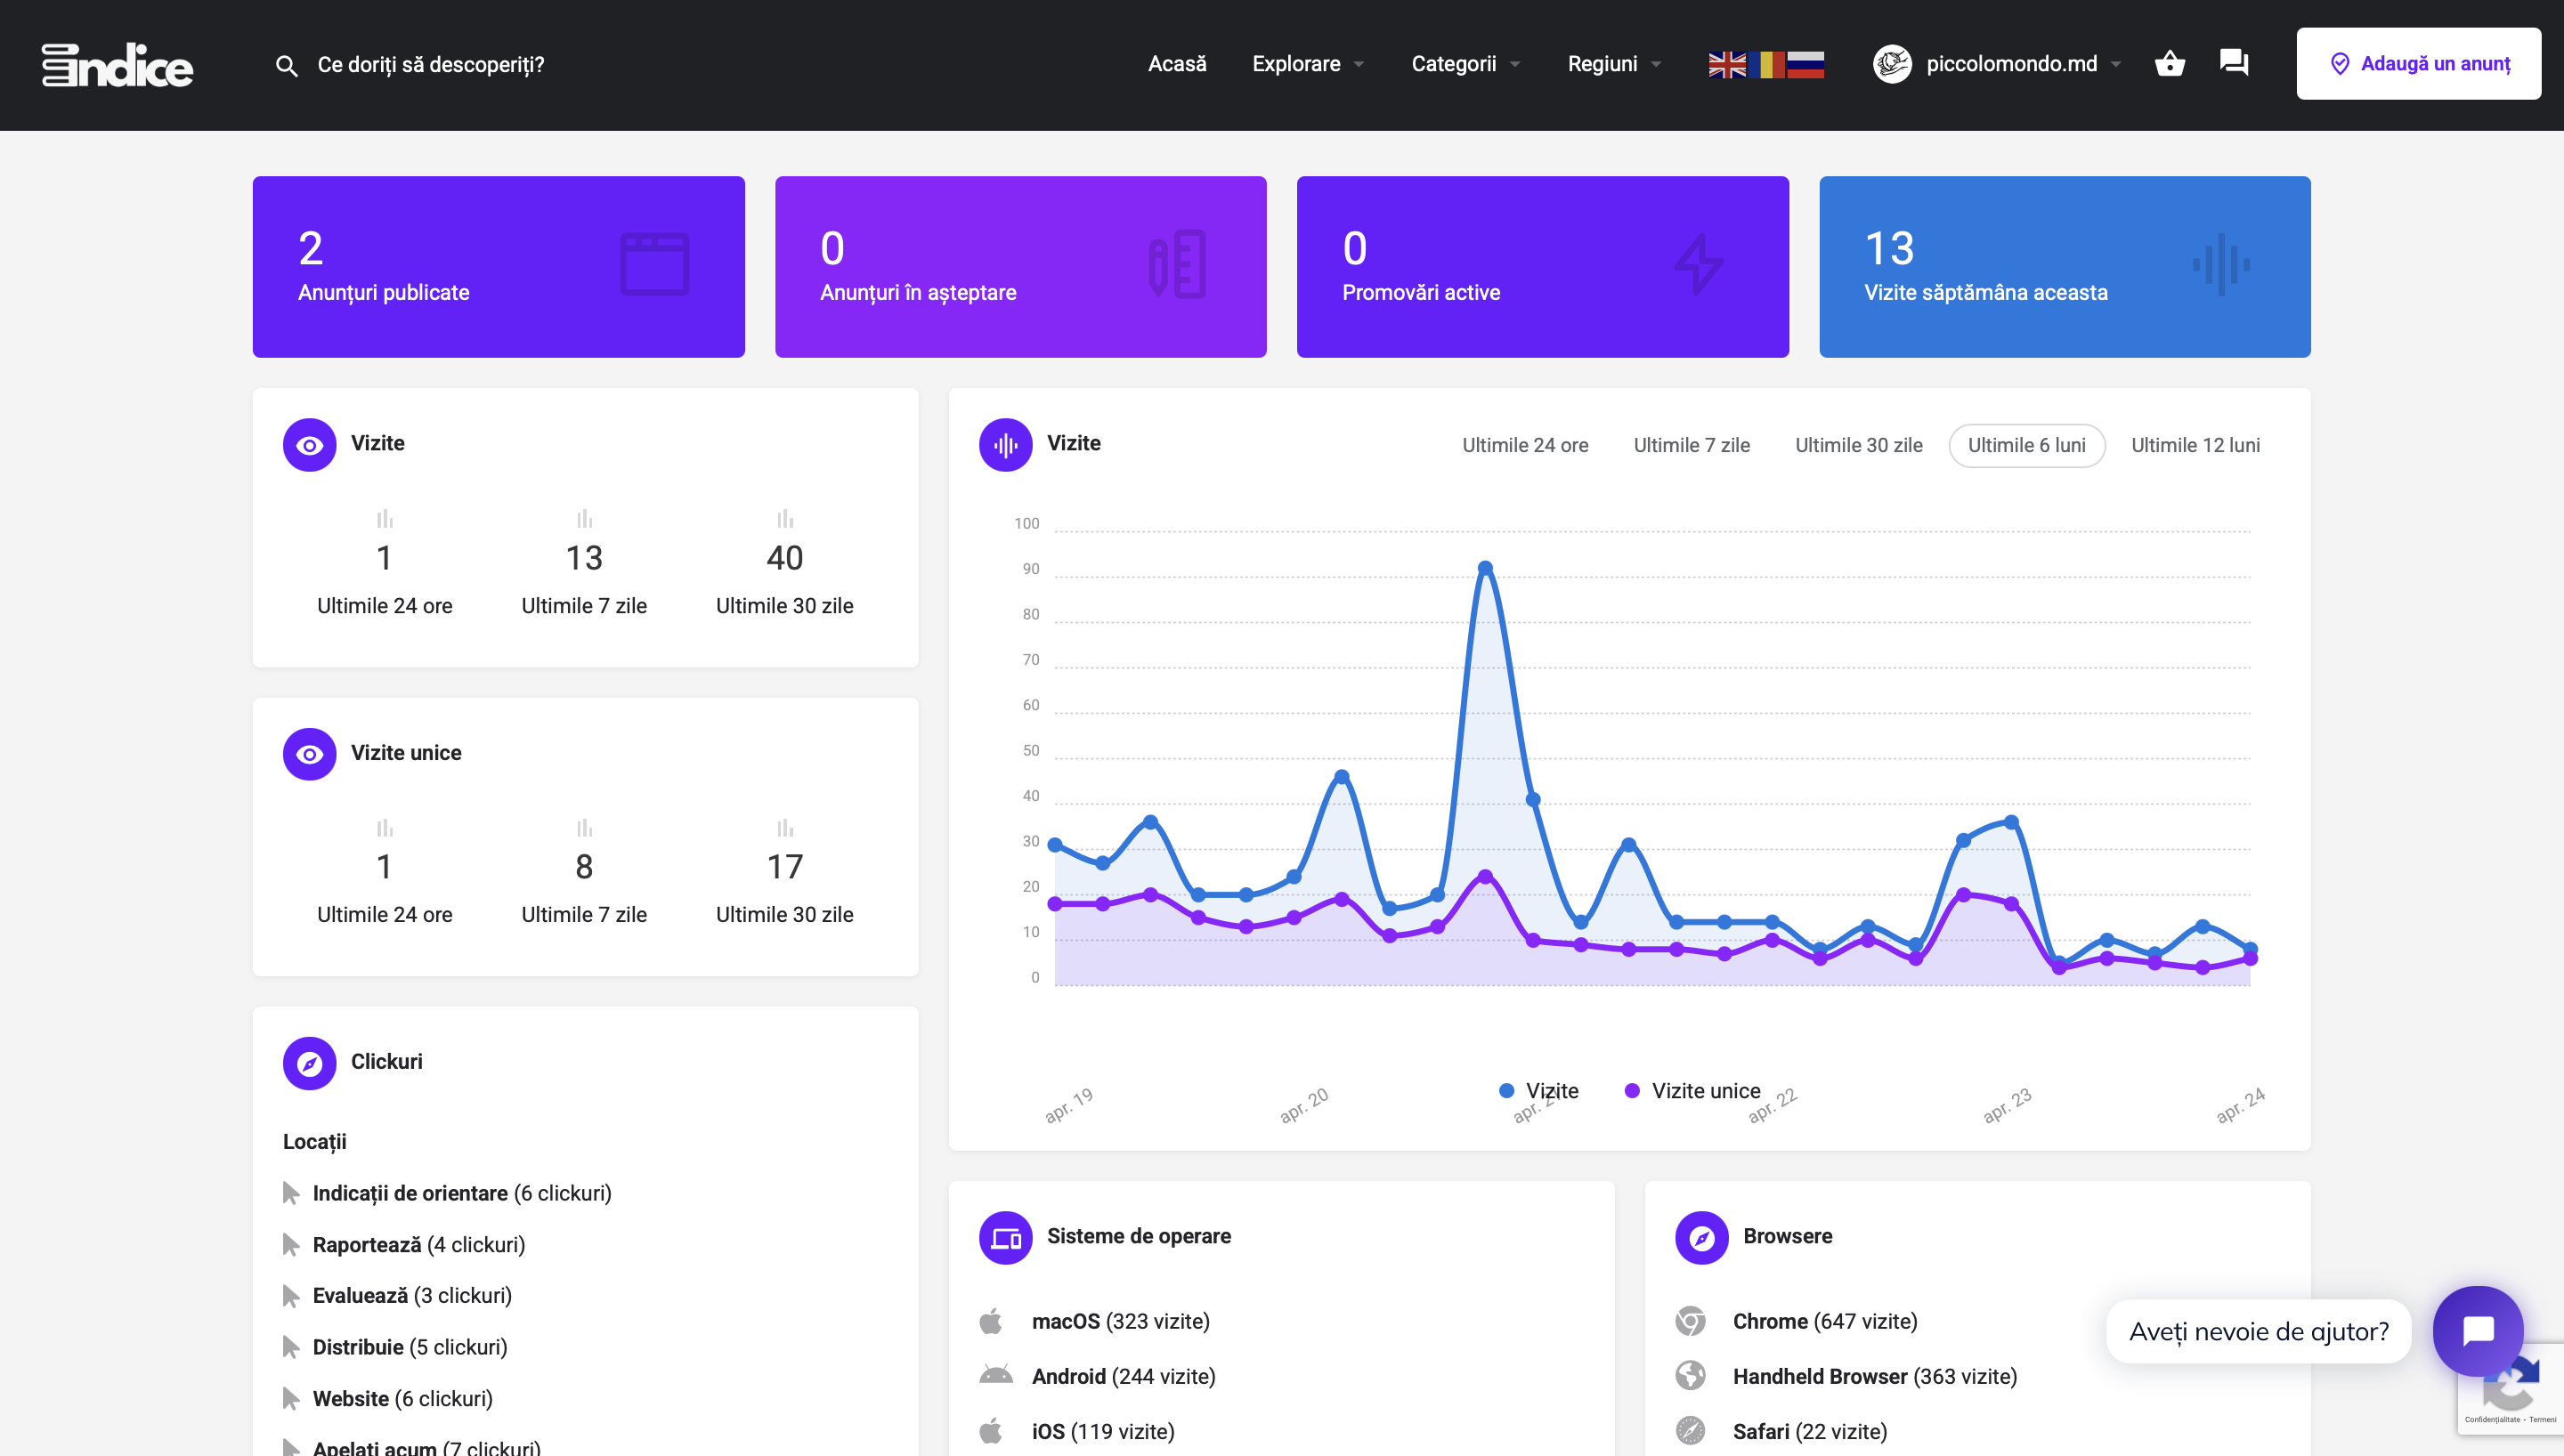 indice
Ce doriți să descoperiți?
Acasă
Explorare
Categorii
Regiuni
piccolomondo.md
Adaugă un anunț
2
Anunțuri publicate
0
Anunțuri în așteptare
0
Promovări active
13
Vizite săptămâna aceasta
Vizite
1
13
40
Ultimile 24 ore
Ultimile 7 zile
Ultimile 30 zile
Vizite unice
1
8
17
Ultimile 24 ore
Ultimile 7 zile
Ultimile 30 zile
Clickuri
Locații
Indicații de orientare (6 clickuri)
Raportează (4 clickuri)
Evaluează (3 clickuri)
Distribuie (5 clickuri)
Website (6 clickuri)
Apelați acum (7 clickuri)
Vizite
Ultimile 24 ore
Ultimile 7 zile
Ultimile 30 zile
Ultimile 6 luni
Ultimile 12 luni
100
90
80
70
60
50
40
30
20
10
0
Vizite
Vizite unice
apr. 19
apr. 20
apr. 21
apr. 22
apr. 23
apr. 24
Sisteme de operare
macOS (323 vizite)
Android (244 vizite)
iOS (119 vizite)
Browsere
Chrome (647 vizite)
Handheld Browser (363 vizite)
Safari (22 vizite)
Aveți nevoie de ajutor?
Confidențialitate - Termeni